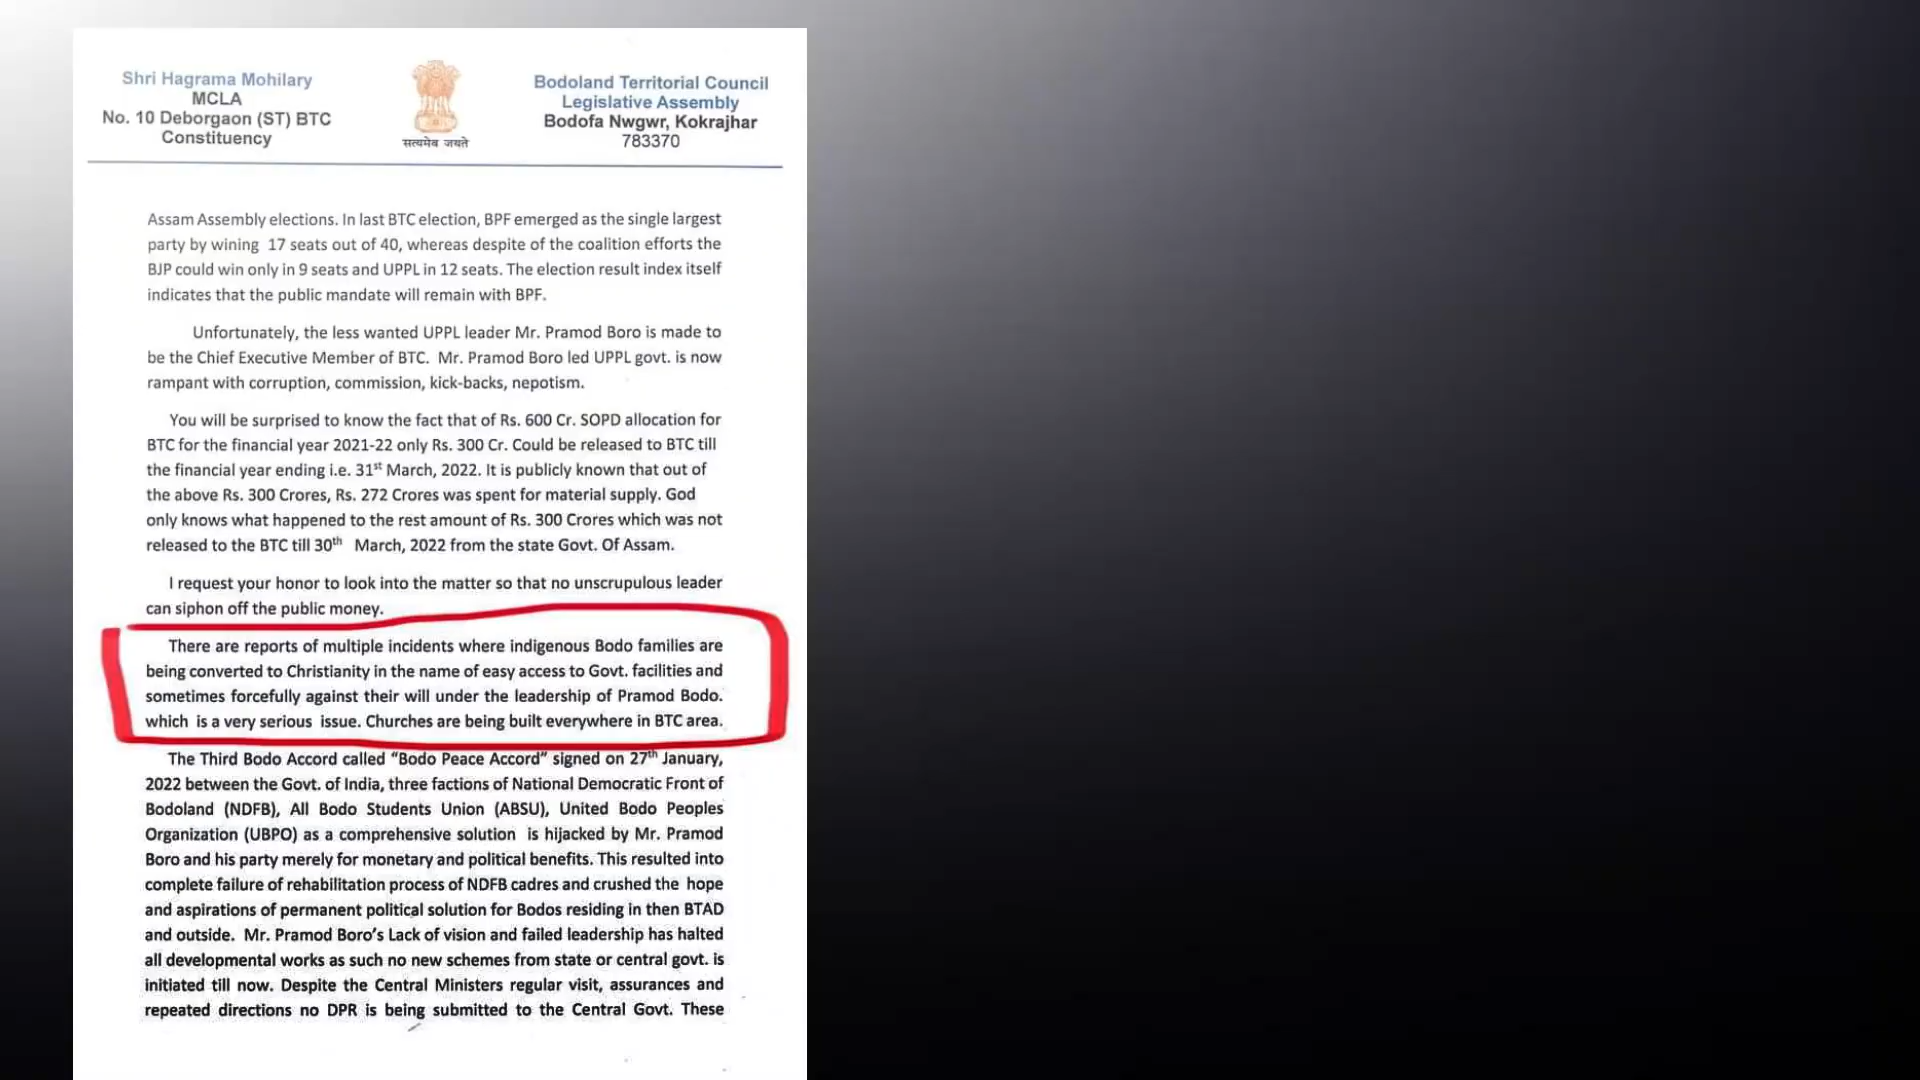 Shri Hagrama Mohilary
MCLA
No. 10 Deborgaon (ST) BTC
Constituency
सत्यमेव जयते
Bodoland Territorial Council
Legislative Assembly
Bodofa Nwgwr, Kokrajhar
783370
Assam Assembly elections. In last BTC election, BPF emerged as the single largest
party by wining 17 seats out of 40, whereas despite of the coalition efforts the
BJP could win only in 9 seats and UPPL in 12 seats. The election result index itself
indicates that the public mandate will remain with BPF.
Unfortunately, the less wanted UPPL leader Mr. Pramod Boro is made to
be the Chief Executive Member of BTC. Mr. Pramod Boro led UPPL govt. is now
rampant with corruption, commission, kick-backs, nepotism.
You will be surprised to know the fact that of Rs. 600 Cr. SOPD allocation for
BTC for the financial year 2021-22 only Rs. 300 Cr. Could be released to BTC till
the financial year ending i.e. 31st March, 2022. It is publicly known that out of
the above Rs. 300 Crores, Rs. 272 Crores was spent for material supply. God
only knows what happened to the rest amount of Rs. 300 Crores which was not
released to the BTC till 30th March, 2022 from the state Govt. Of Assam.
I request your honor to look into the matter so that no unscrupulous leader
can siphon off the public money.
There are reports of multiple incidents where indigenous Bodo families are
being converted to Christianity in the name of easy access to Govt. facilities and
sometimes forcefully against their will under the leadership of Pramod Bodo.
which is a very serious issue. Churches are being built everywhere in BTC area.
The Third Bodo Accord called “Bodo Peace Accord” signed on 27th January,
2022 between the Govt. of India, three factions of National Democratic Front of
Bodoland (NDFB), All Bodo Students Union (ABSU), United Bodo Peoples
Organization (UBPO) as a comprehensive solution is hijacked by Mr. Pramod
Boro and his party merely for monetary and political benefits. This resulted into
complete failure of rehabilitation process of NDFB cadres and crushed the hope
and aspirations of permanent political solution for Bodos residing in then BTAD
and outside. Mr. Pramod Boro’s Lack of vision and failed leadership has halted
all developmental works as such no new schemes from state or central govt. is
initiated till now. Despite the Central Ministers regular visit, assurances and
repeated directions no DPR is being submitted to the Central Govt. These